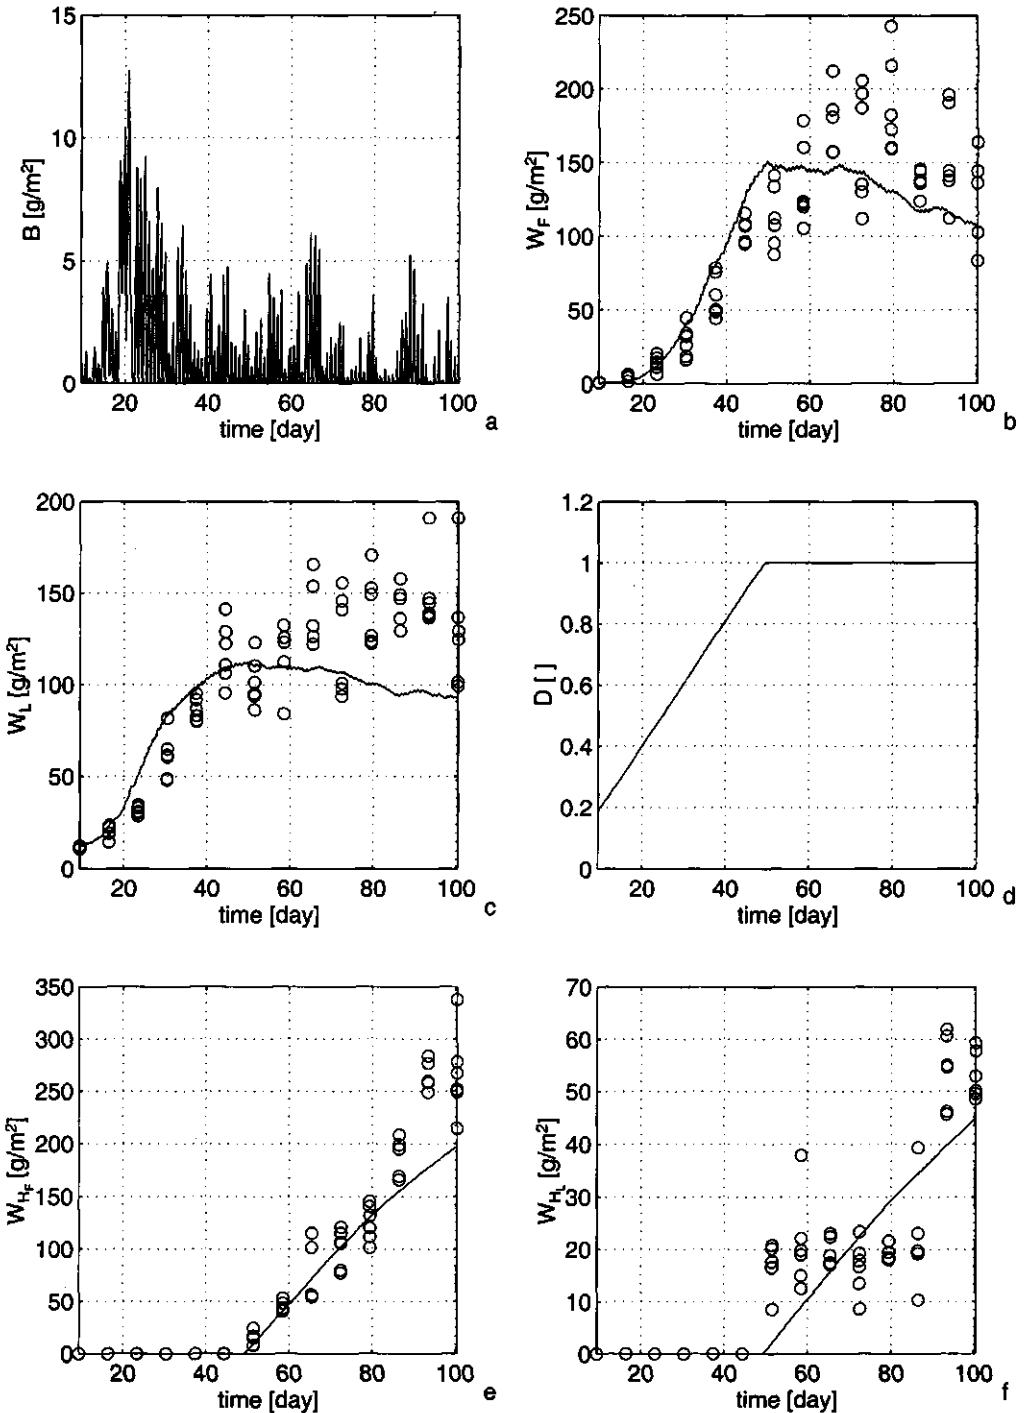 15
10
5
0
B [g/m²]
20 40 60 80 100
time [day]
a
250
200
150
100
50
0
W_F [g/m²]
20 40 60 80 100
time [day]
b
200
150
100
50
0
W_L [g/m²]
20 40 60 80 100
time [day]
c
1.2
1
0.8
0.6
0.4
0.2
0
D [ ]
20 40 60 80 100
time [day]
d
350
300
250
200
150
100
50
0
W_{H_F} [g/m²]
20 40 60 80 100
time [day]
e
70
60
50
40
30
20
10
0
W_{H_L} [g/m²]
20 40 60 80 100
time [day]
f